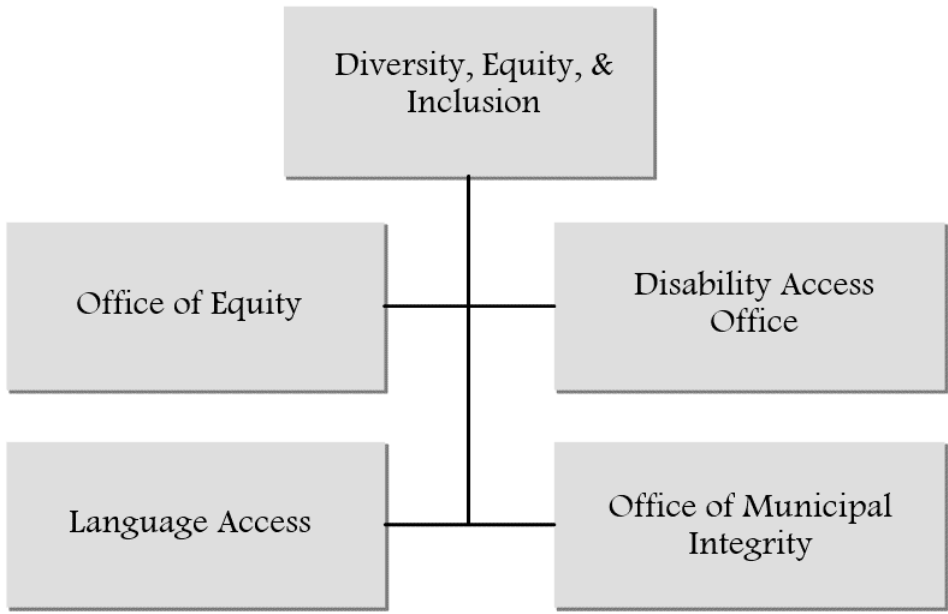 Diversity, Equity, &
Inclusion
Office of Equity
Disability Access
Office
Language Access
Office of Municipal
Integrity